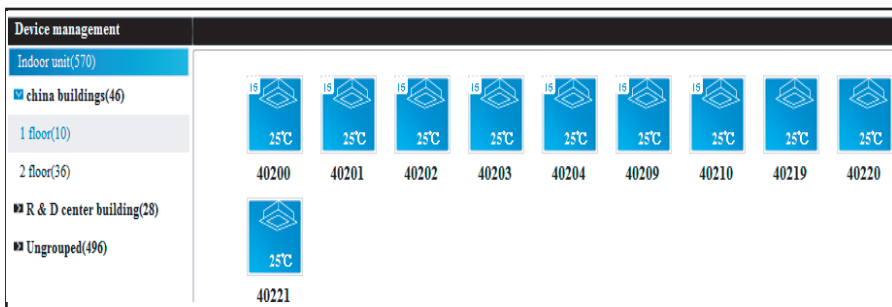 Device management
Indoor unit(570)
china buildings(46)
1 floor(10)
2 floor(36)
R & D center building(28)
Ungrouped(496)
15 15 15 15 15 15 15
25℃ 25℃ 25℃ 25℃ 25℃ 25℃ 25℃ 25℃ 25℃
40200 40201 40202 40203 40204 40209 40210 40219 40220
25℃
40221